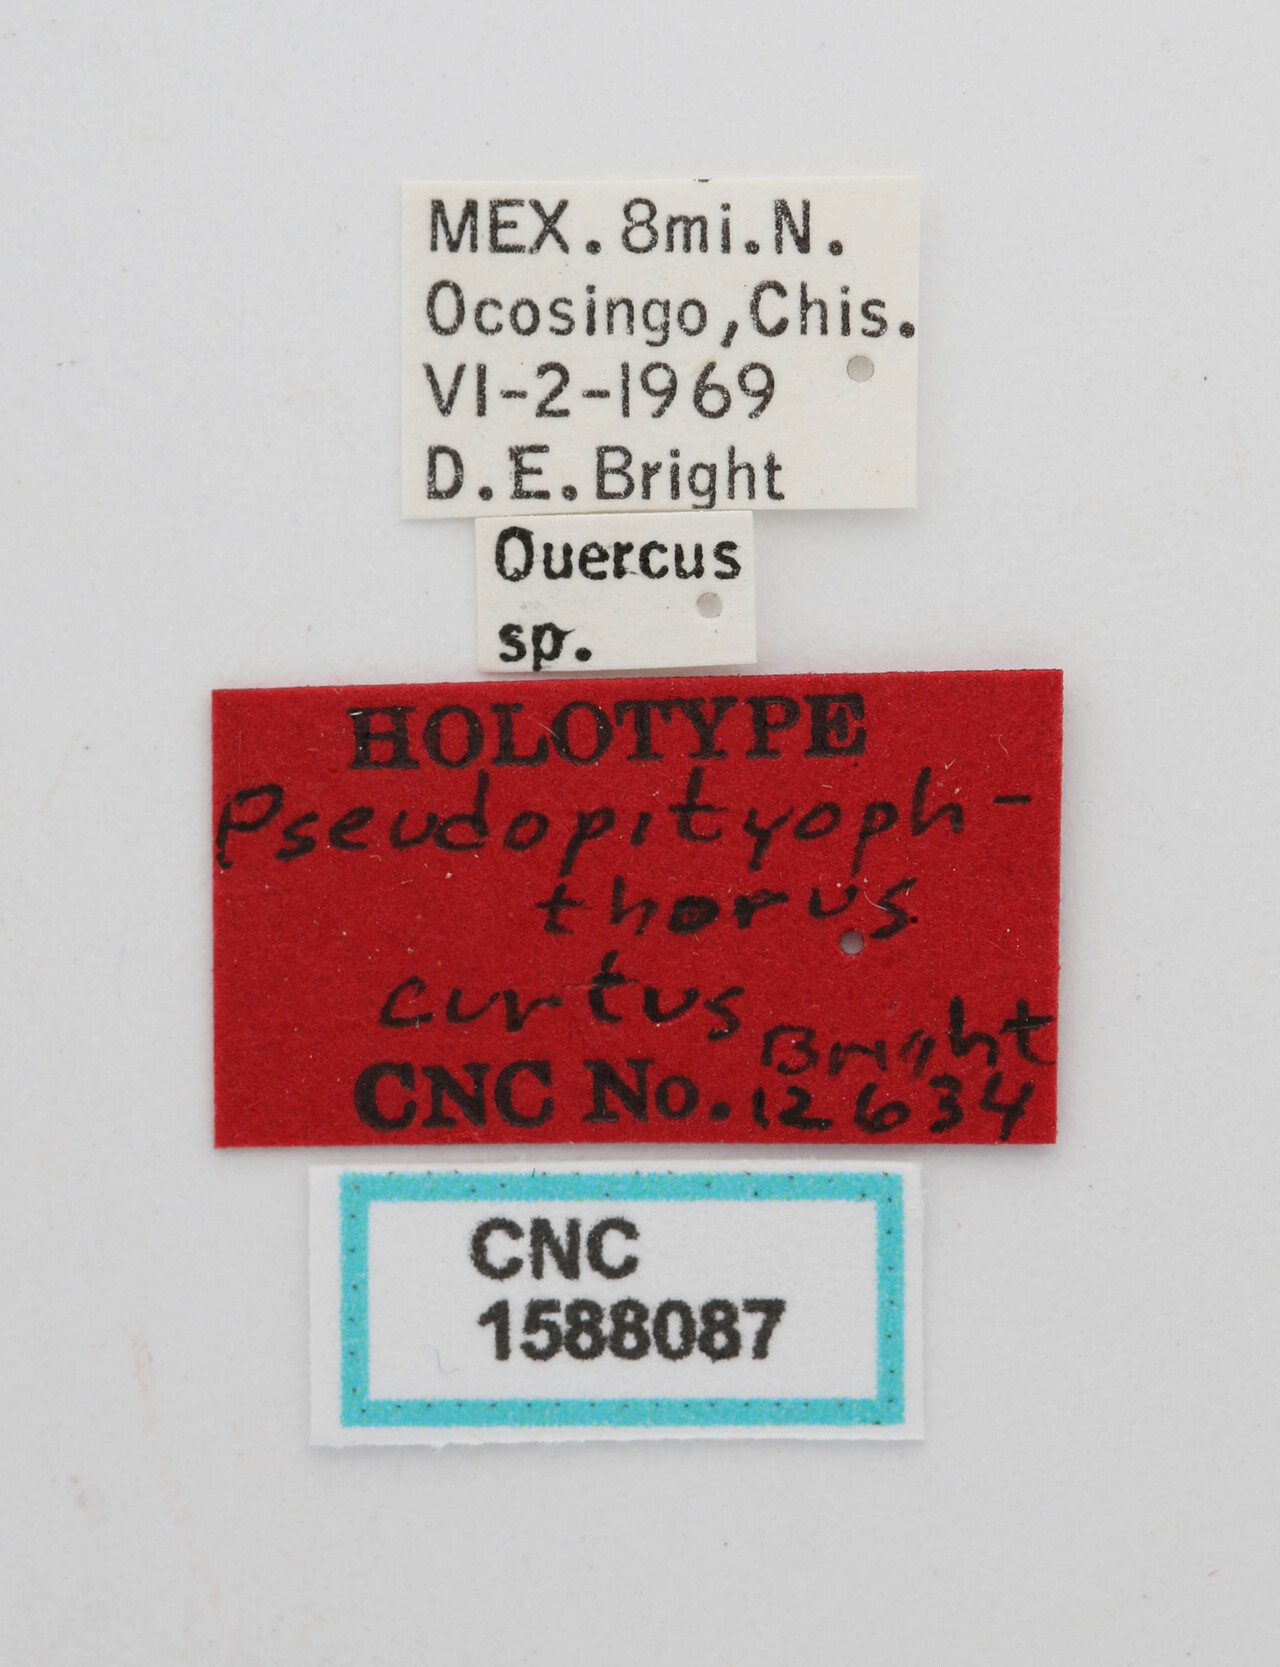 MEX. 8mi.N.
Ocosingo, Chis.
VI-2-1969
D.E. Bright
Quercus
sp.
HOLOTYPE
Pseudopityoph-
thorus
curtus
Bright
CNC No. 12634
CNC
1588087